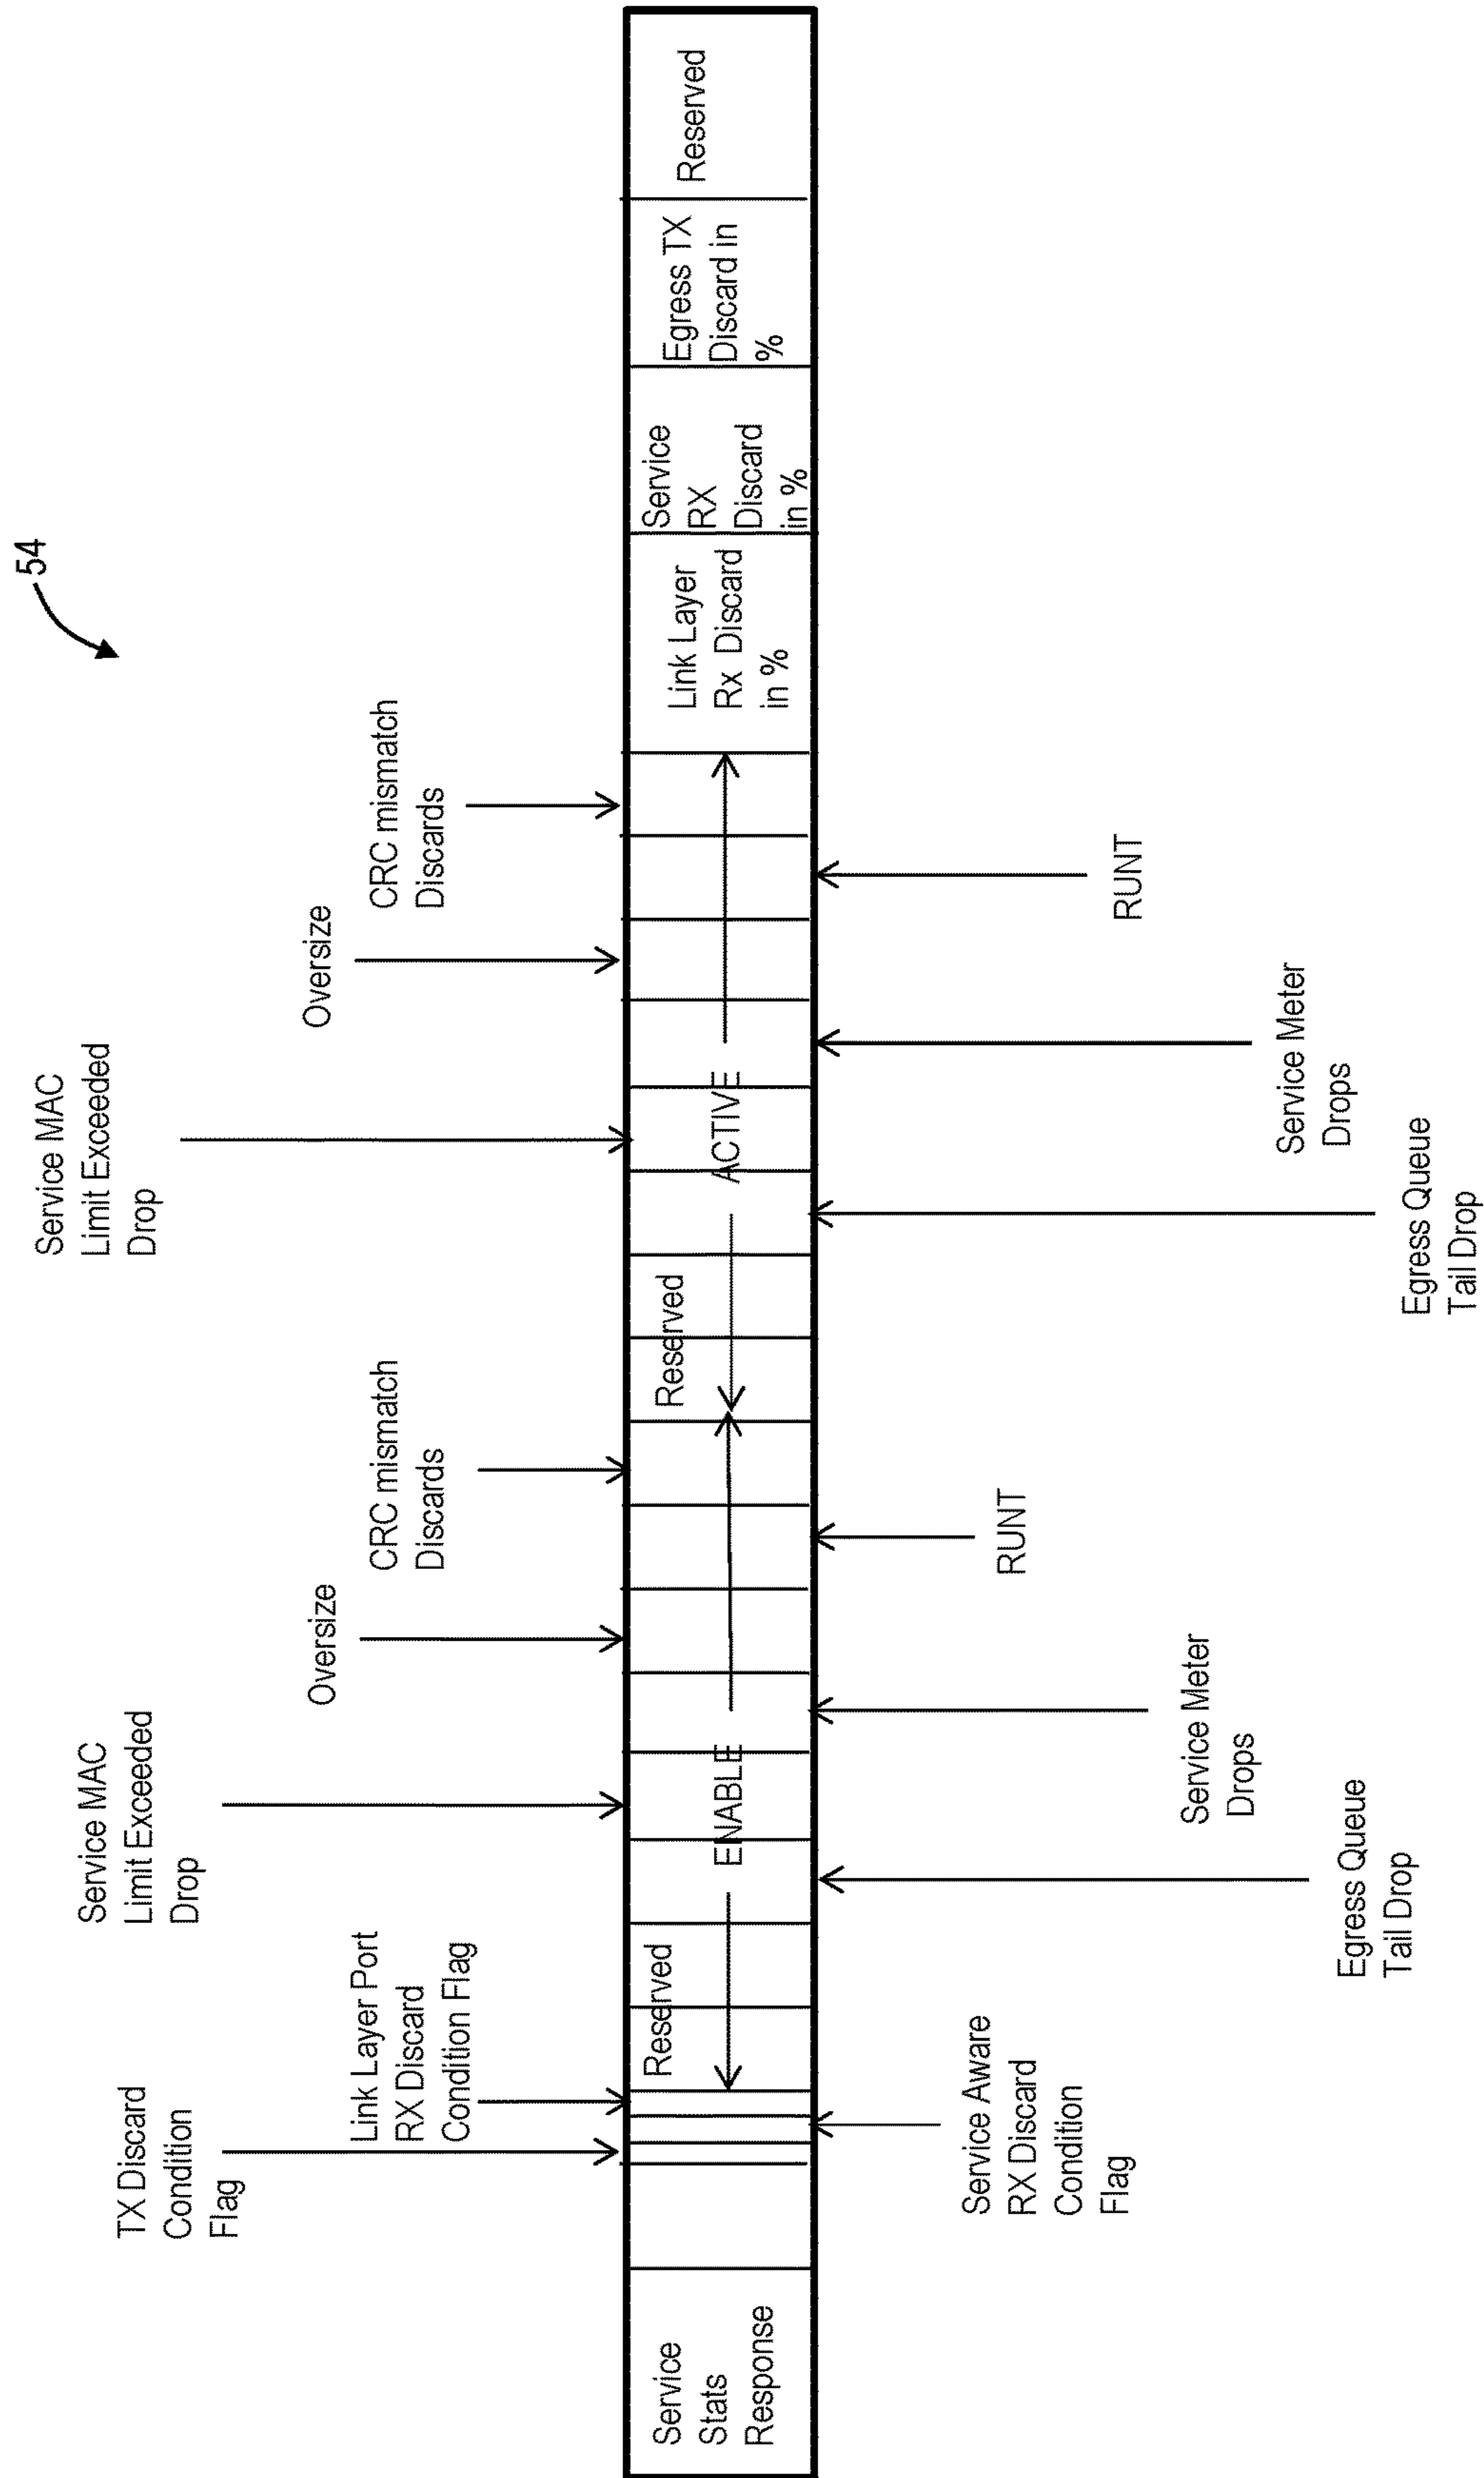 54
TX Discard
Condition
Flag
Link Layer Port
RX Discard
Condition Flag
Service MAC
Limit Exceeded
Drop
Oversize
CRC mismatch
Discards
Service MAC
Limit Exceeded
Drop
Oversize
CRC mismatch
Discards
Service
Stats
Response
Reserved
ENABLE
Reserved
ACTIVE
Link Layer
Rx Discard
in %
Service
RX
Discard
in %
Egress TX
Discard in
%
Reserved
Service Aware
RX Discard
Condition
Flag
Egress Queue
Tail Drop
Service Meter
Drops
RUNT
Egress Queue
Tail Drop
Service Meter
Drops
RUNT